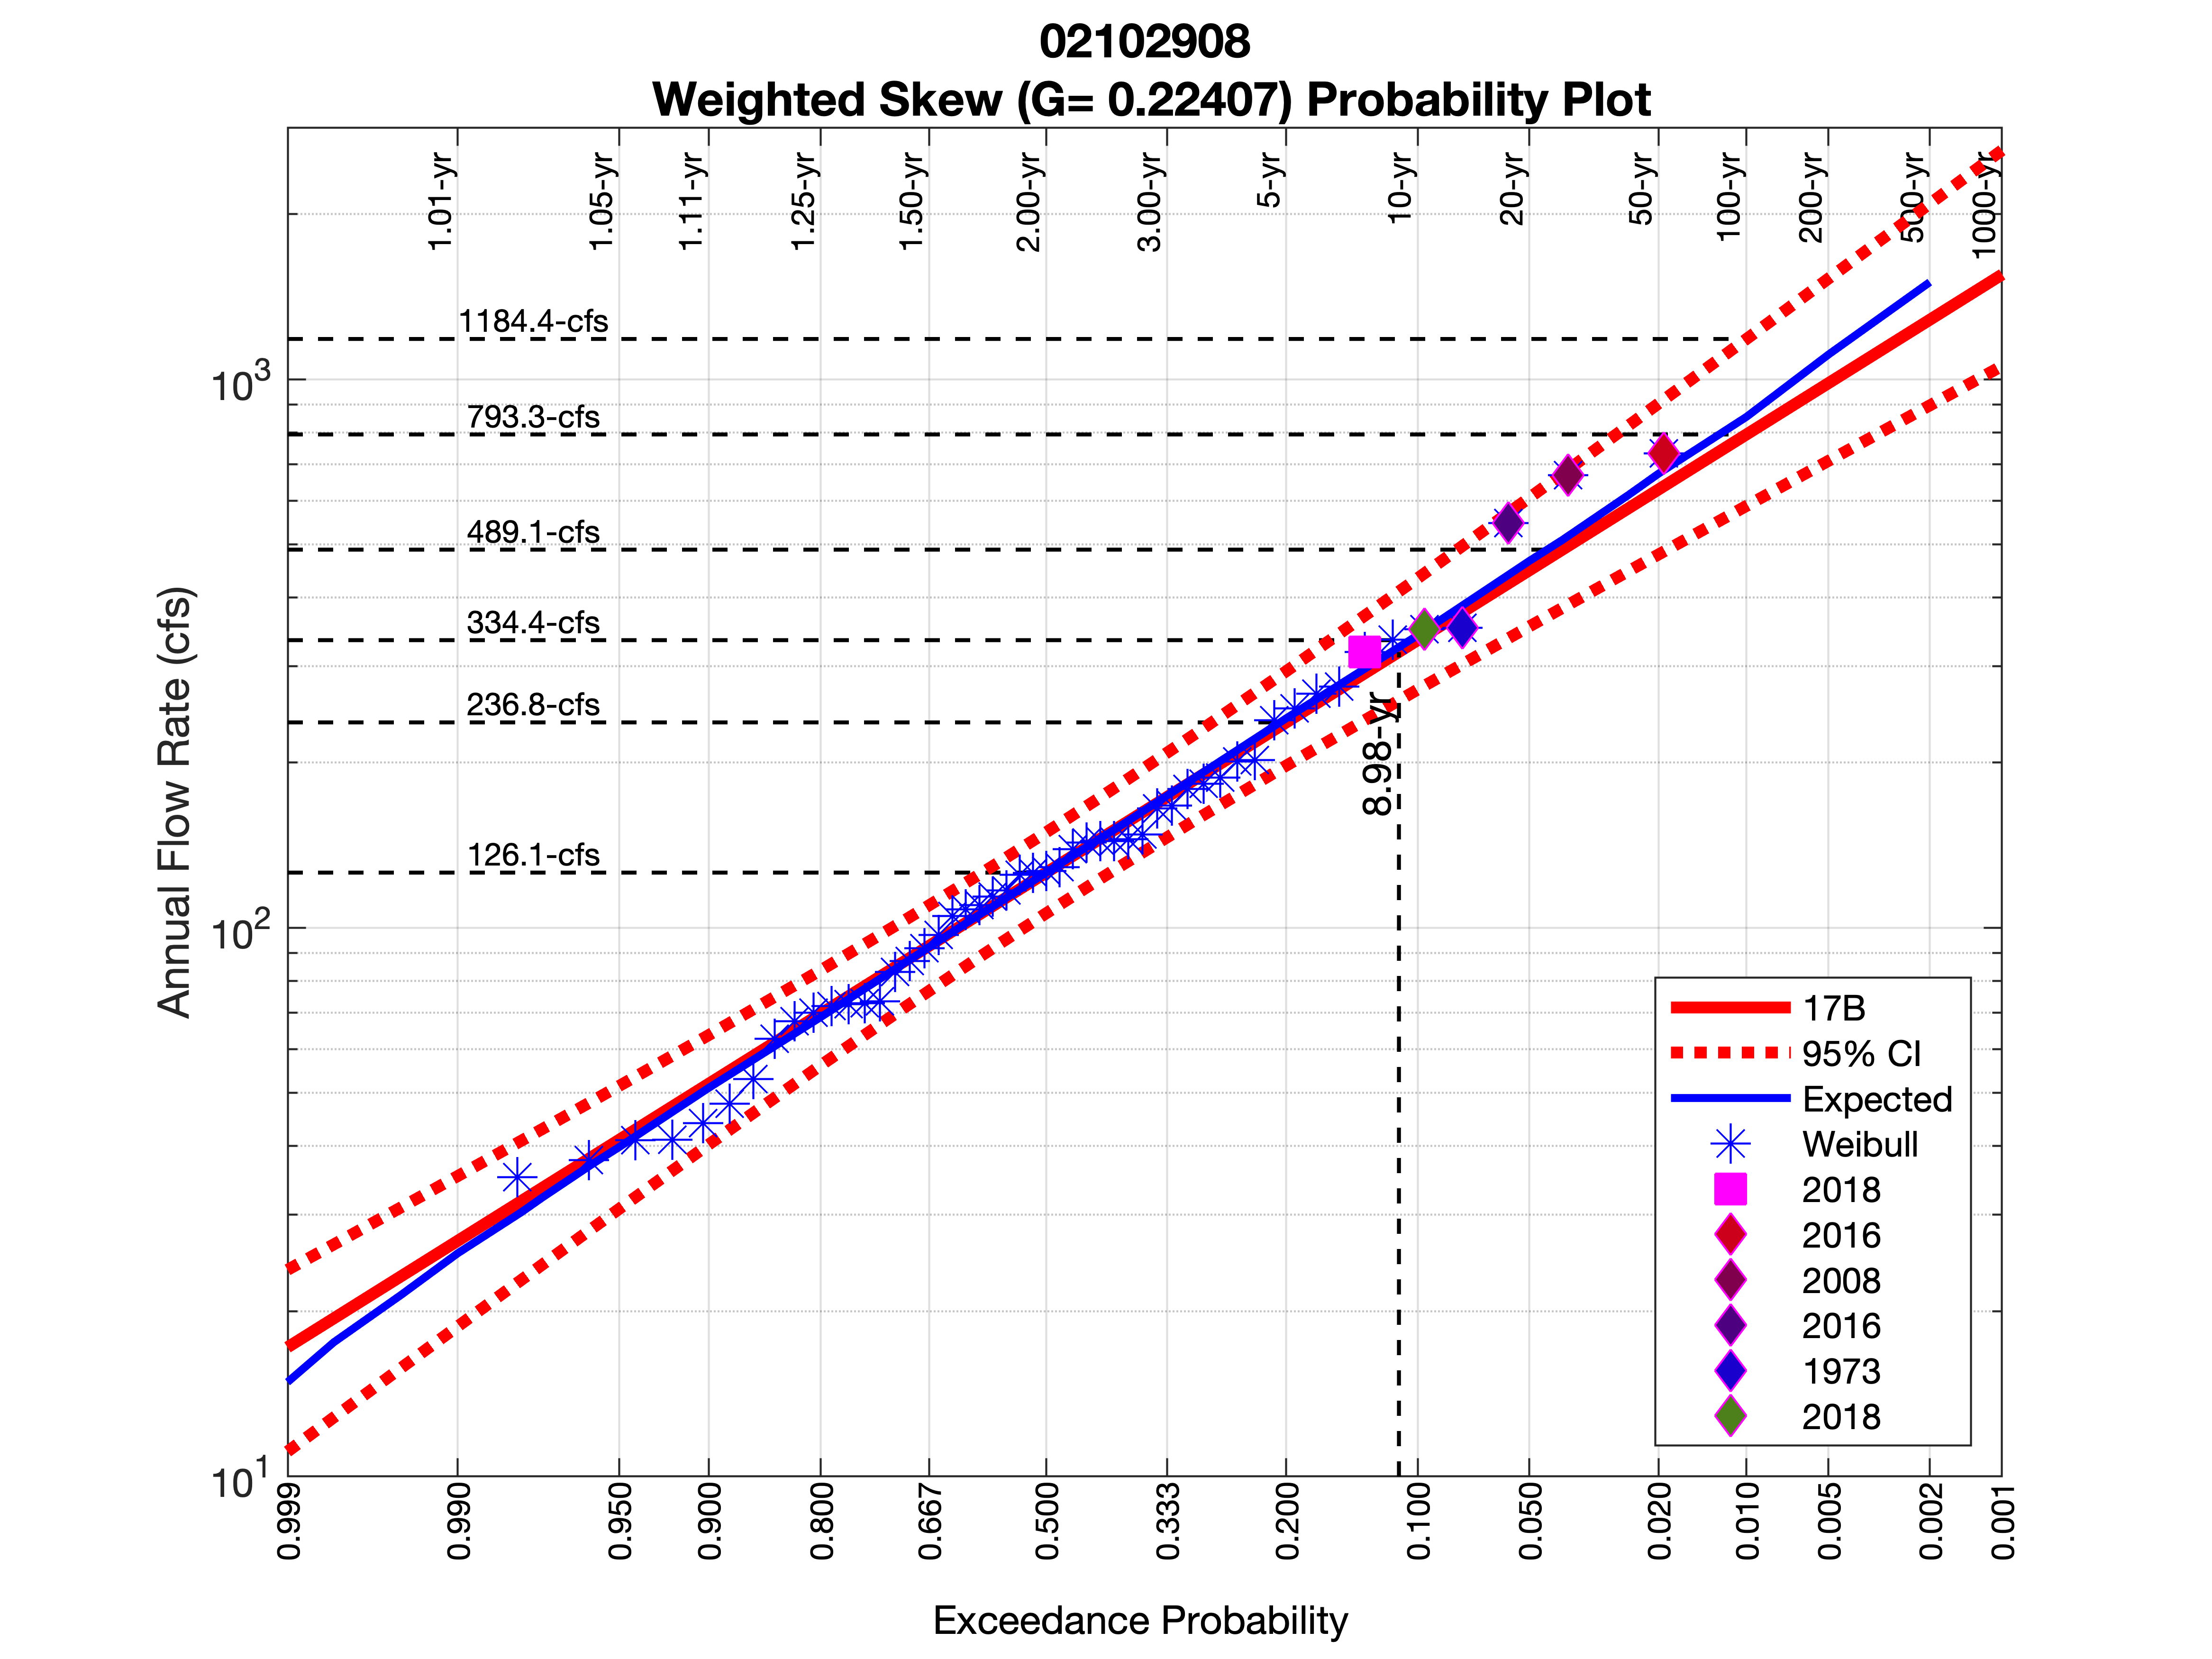 02102908
Weighted Skew (G= 0.22407) Probability Plot
1.01-yr
1.05-yr
1.11-yr
1.25-yr
1.50-yr
2.00-yr
3.00-yr
5-yr
10-yr
20-yr
50-yr
100-yr
200-yr
500-yr
1000-yr
1184.4-cfs
10³
793.3-cfs
489.1-cfs
334.4-cfs
236.8-cfs
8.98-yr
126.1-cfs
10²
10¹
Annual Flow Rate (cfs)
17B
95% CI
Expected
Weibull
2018
2016
2008
2016
1973
2018
0.999
0.990
0.950
0.900
0.800
0.667
0.500
0.333
0.200
0.100
0.050
0.020
0.010
0.005
0.002
0.001
Exceedance Probability